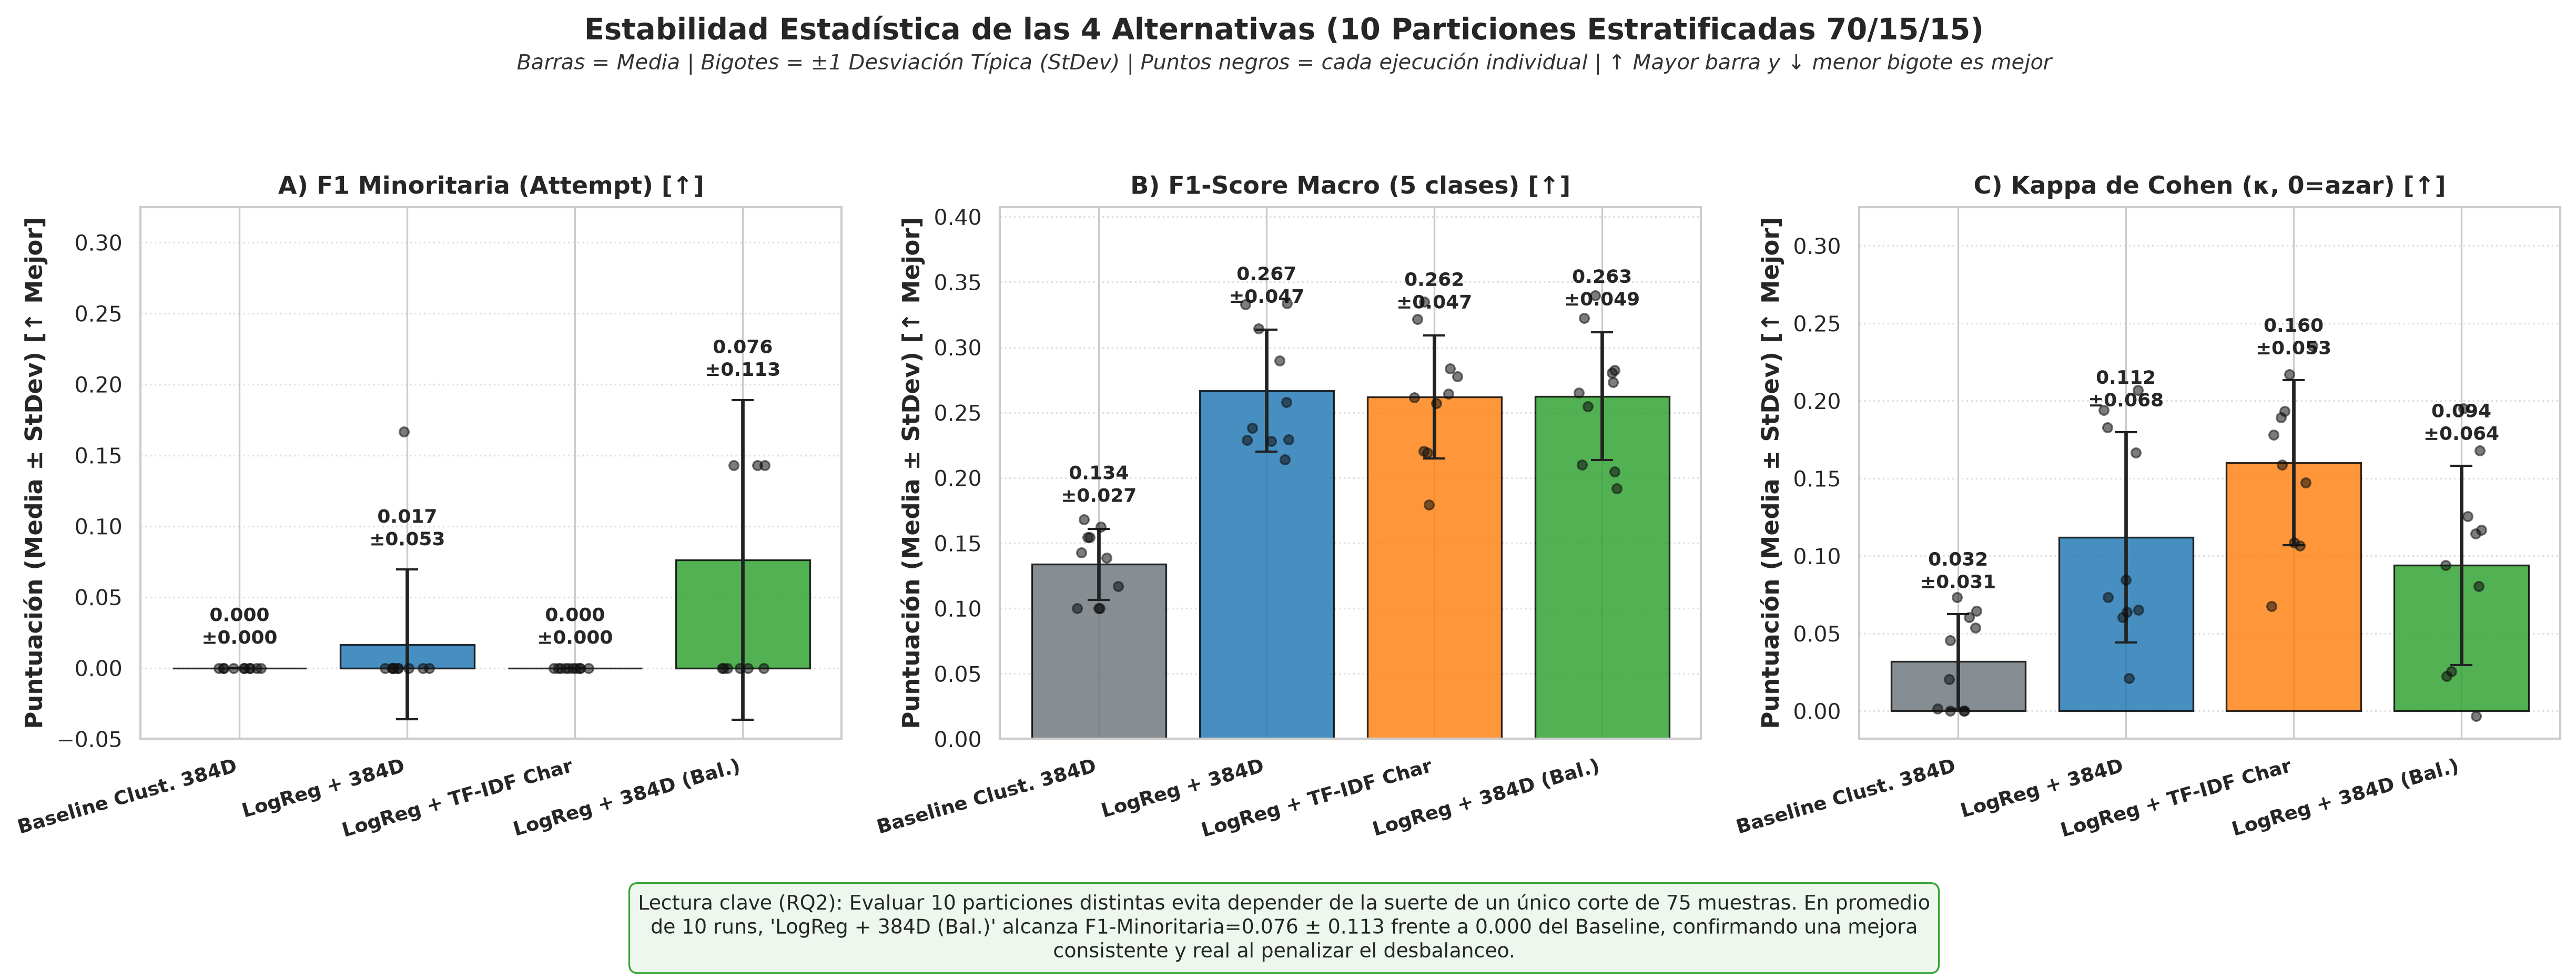 Estabilidad Estadística de las 4 Alternativas (10 Particiones Estratificadas 70/15/15)
Barras = Media | Bigotes = ±1 Desviación Típica (StDev) | Puntos negros = cada ejecución individual | ↑ Mayor barra y ↓ menor bigote es mejor
A) F1 Minoritaria (Attempt) [↑]
Puntuación (Media ± StDev) [↑ Mejor]
0.30
0.25
0.20
0.15
0.10
0.05
0.00
−0.05
0.000
±0.000
0.017
±0.053
0.000
±0.000
0.076
±0.113
Baseline Clust. 384D
LogReg + 384D
LogReg + TF-IDF Char
LogReg + 384D (Bal.)
B) F1-Score Macro (5 clases) [↑]
Puntuación (Media ± StDev) [↑ Mejor]
0.40
0.35
0.30
0.25
0.20
0.15
0.10
0.05
0.00
0.134
±0.027
0.267
±0.047
0.262
±0.047
0.263
±0.049
Baseline Clust. 384D
LogReg + 384D
LogReg + TF-IDF Char
LogReg + 384D (Bal.)
C) Kappa de Cohen (κ, 0=azar) [↑]
Puntuación (Media ± StDev) [↑ Mejor]
0.30
0.25
0.20
0.15
0.10
0.05
0.00
0.032
±0.031
0.112
±0.068
0.160
±0.053
0.094
±0.064
Baseline Clust. 384D
LogReg + 384D
LogReg + TF-IDF Char
LogReg + 384D (Bal.)
Lectura clave (RQ2): Evaluar 10 particiones distintas evita depender de la suerte de un único corte de 75 muestras. En promedio
de 10 runs, 'LogReg + 384D (Bal.)' alcanza F1-Minoritaria=0.076 ± 0.113 frente a 0.000 del Baseline, confirmando una mejora
consistente y real al penalizar el desbalanceo.